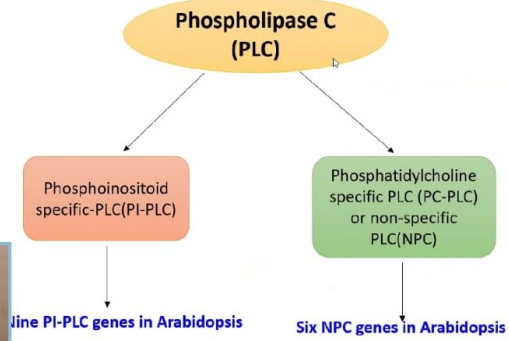 Phospholipase C
(PLC)
Phosphoinositoid
specific-PLC(PI-PLC)
Phosphatidylcholine
specific PLC (PC-PLC)
or non-specific
PLC(NPC)
Nine PI-PLC genes in Arabidopsis
Six NPC genes in Arabidopsis